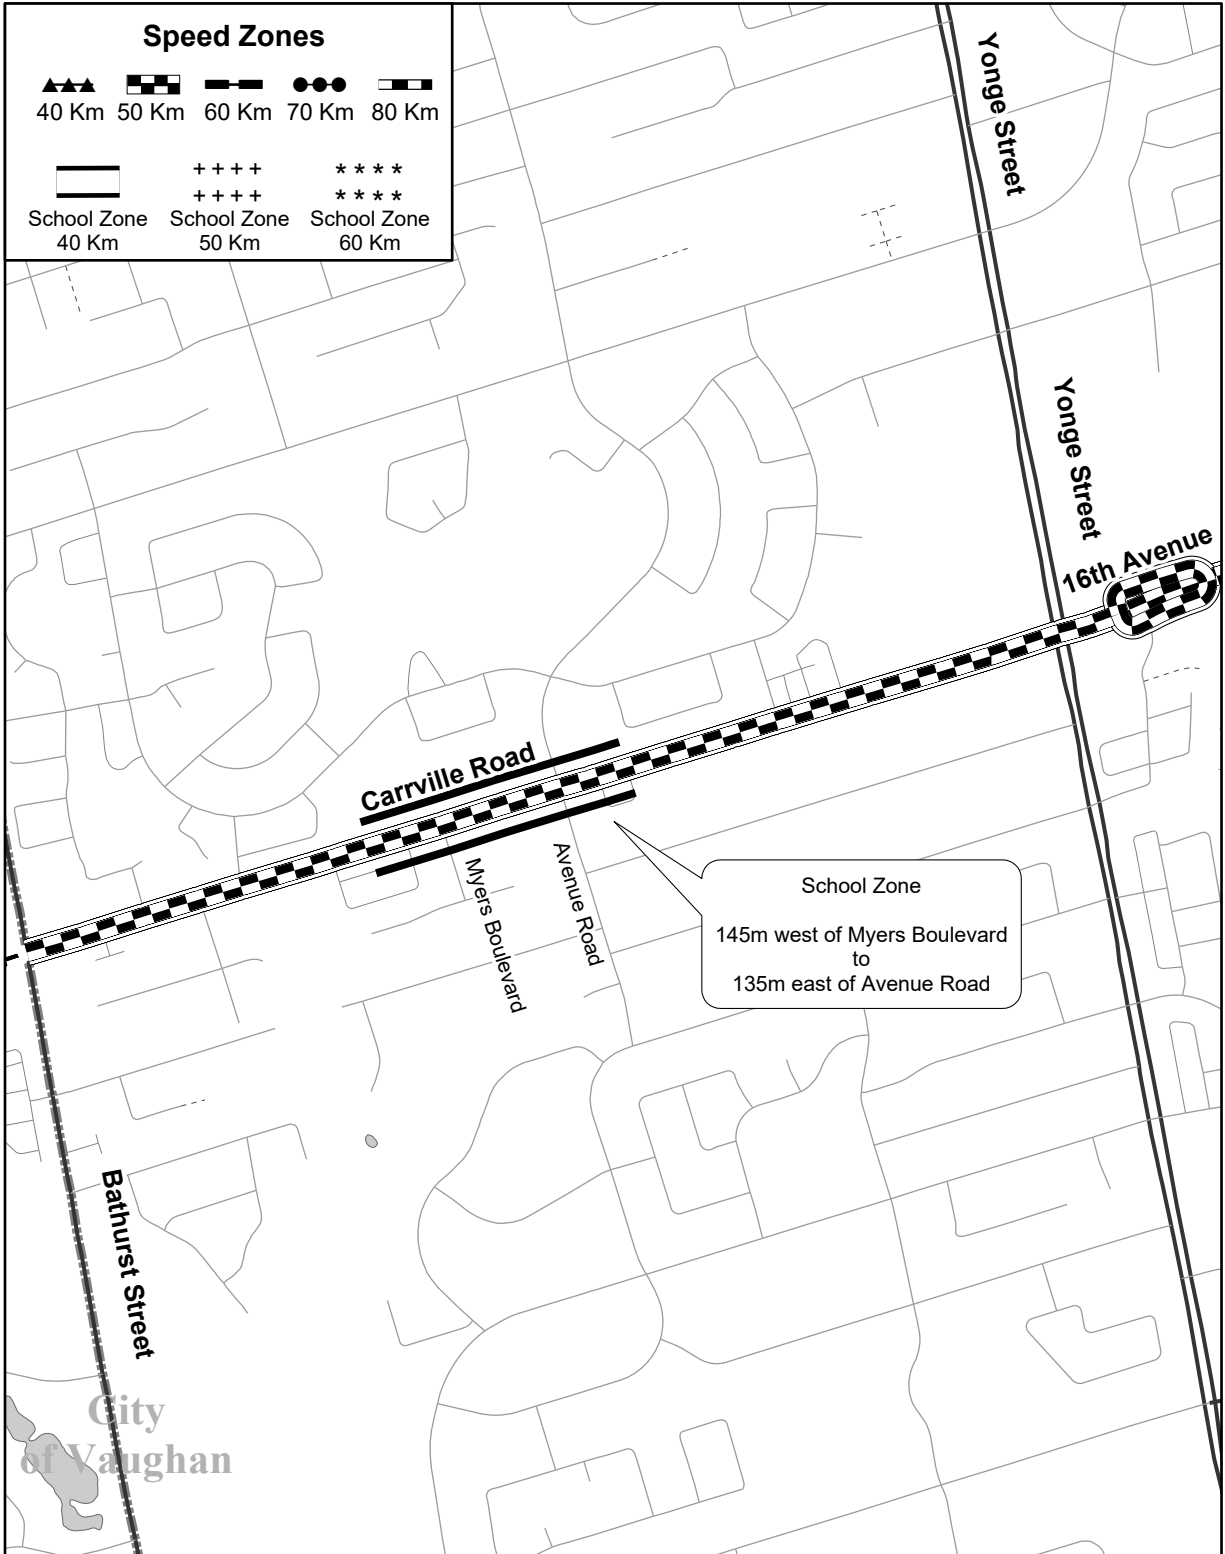 Speed Zones
40 Km 50 Km 60 Km 70 Km 80 Km
School Zone School Zone School Zone
40 Km 50 Km 60 Km
Yonge Street
Yonge Street
16th Avenue
Carrville Road
Myers Boulevard
Avenue Road
School Zone
145m west of Myers Boulevard
to
135m east of Avenue Road
Bathurst Street
City
of Vaughan